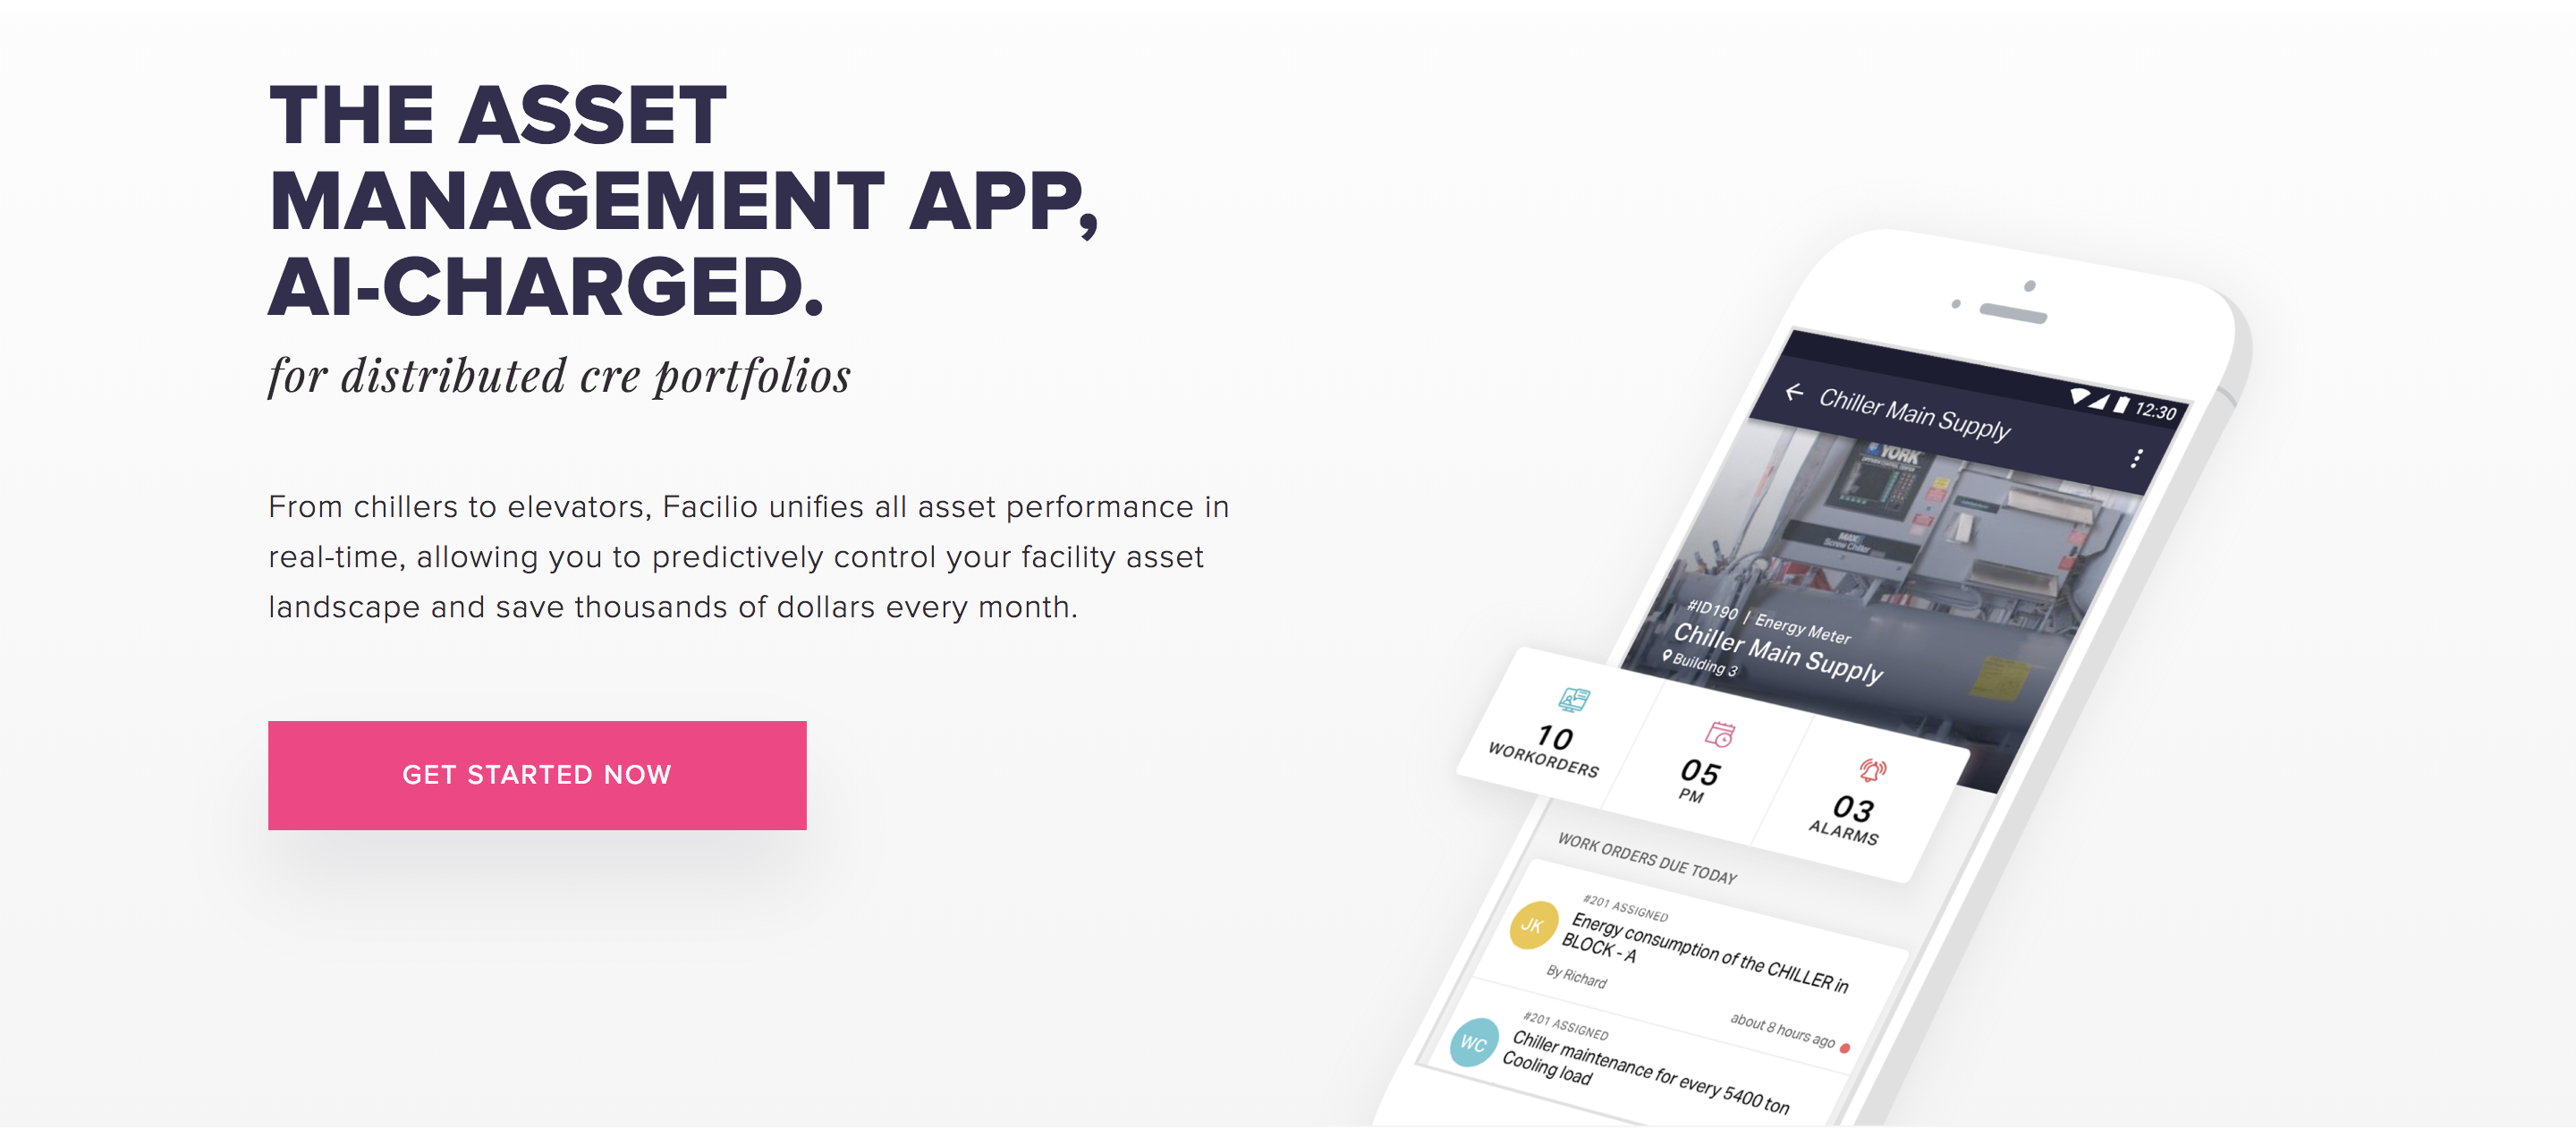 THE ASSET
MANAGEMENT APP,
AI-CHARGED.
for distributed cre portfolios
From chillers to elevators, Facilio unifies all asset performance in
real-time, allowing you to predictively control your facility asset
landscape and save thousands of dollars every month.
GET STARTED NOW
12:30
Chiller Main Supply
YORK
Screw Chiller
#ID190 | Energy Meter
Chiller Main Supply
Building 3
10
WORKORDERS
05
PM
03
ALARMS
WORK ORDERS DUE TODAY
JK
#201 ASSIGNED
Energy consumption of the CHILLER in
BLOCK - A
By Richard
about 8 hours ago
WC
#201 ASSIGNED
Chiller maintenance for every 5400 ton
Cooling load